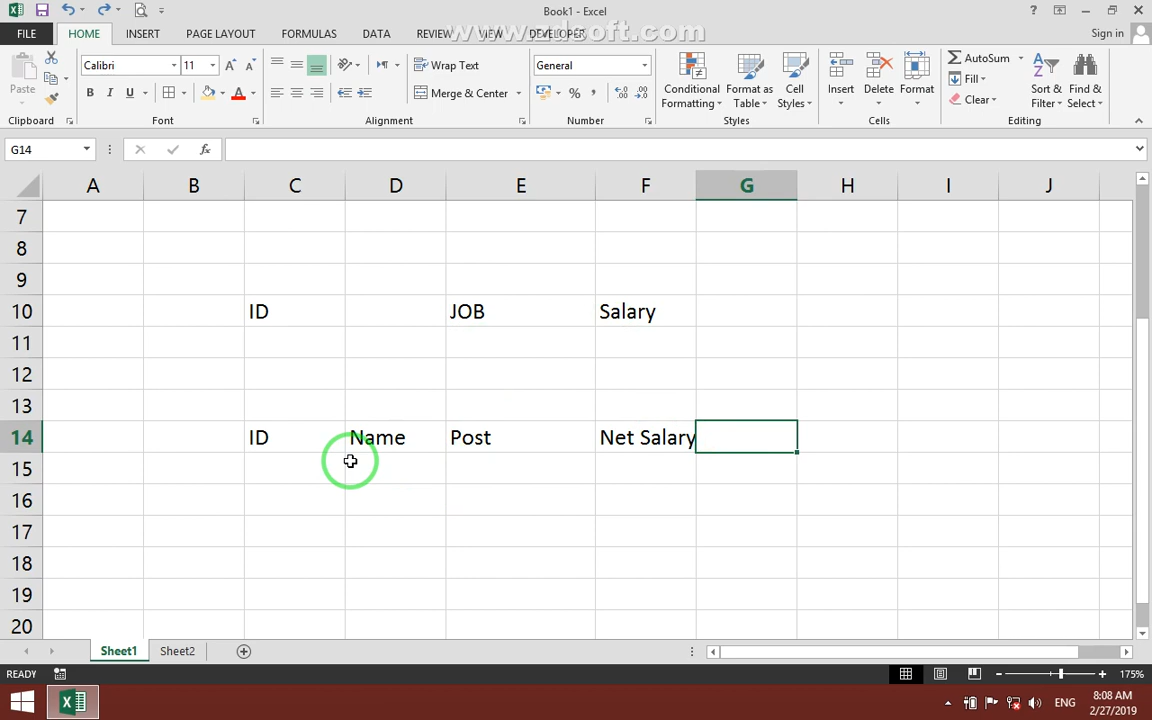 Book1 - Excel
www.zdsoft.com
FILE HOME INSERT PAGE LAYOUT FORMULAS DATA REVIEW VIEW DEVELOPER Sign in
Paste Calibri 11 Wrap Text General Conditional Formatting Format as Table Cell Styles Insert Delete Format AutoSum Sort & Filter Find & Select
B I U Merge & Center % Fill
Clear
Clipboard Font Alignment Number Styles Cells Editing
G14 fx
A B C D E F G H I J
7
8
9
10 ID JOB Salary
11
12
13
14 ID Name Post Net Salary
15
16
17
18
19
20
Sheet1 Sheet2
READY 175%
ENG 8:08 AM
2/27/2019